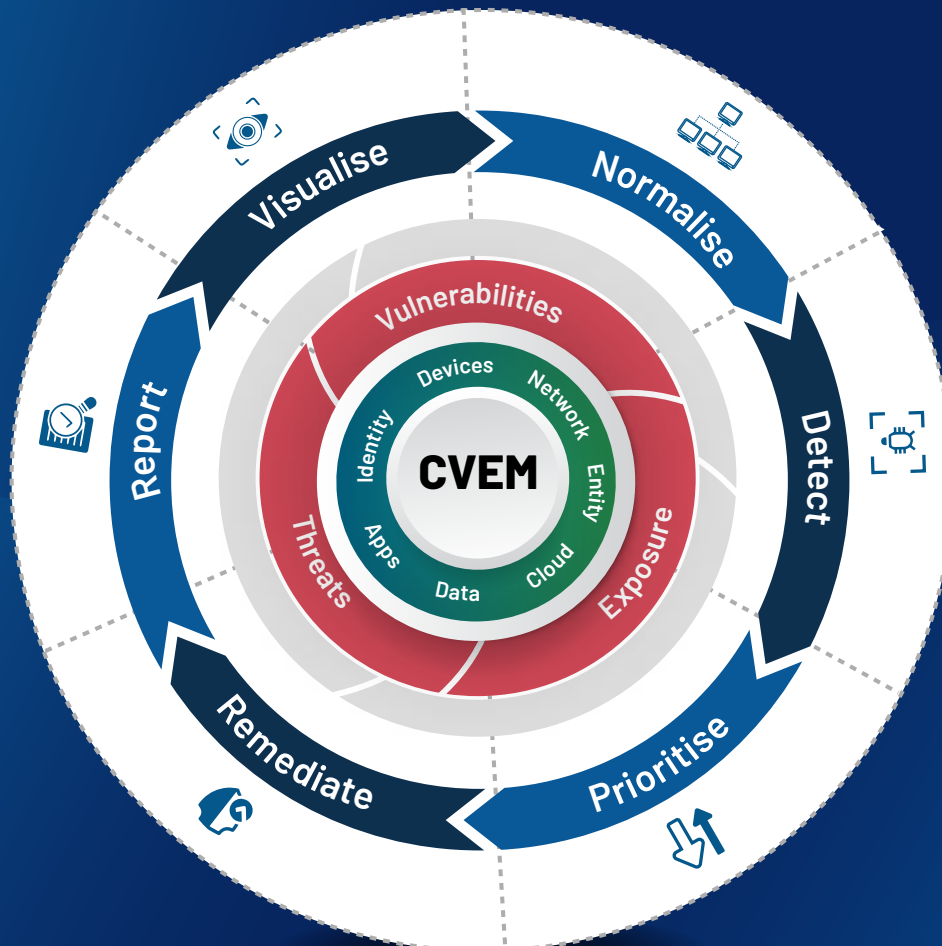 Visualise
Normalise
Detect
Prioritise
Remediate
Report
Vulnerabilities
Exposure
Threats
Devices
Network
Entity
Cloud
Data
Apps
Identity
CVEM